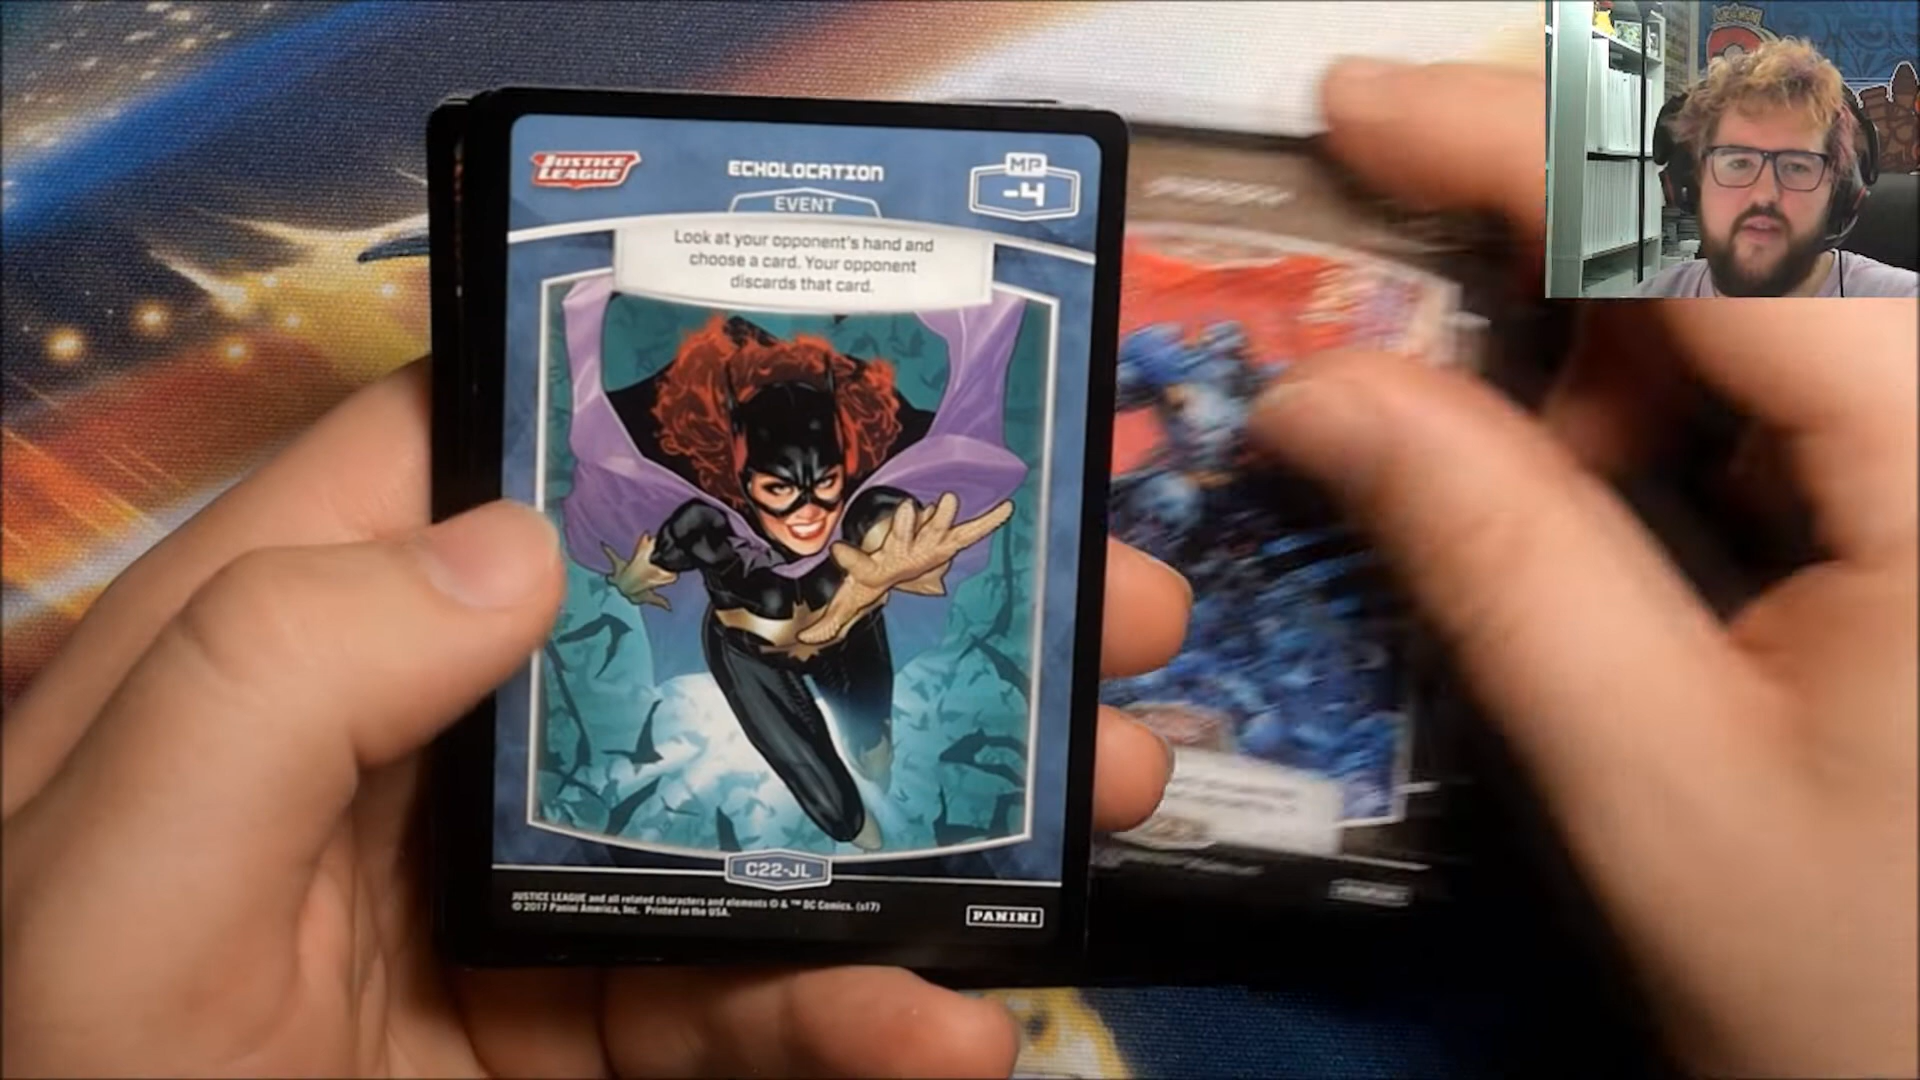 JUSTICE
LEAGUE
ECHOLOCATION
MP
-4
EVENT
Look at your opponent's hand and
choose a card. Your opponent
discards that card.
C22-JL
JUSTICE LEAGUE and all related characters and elements © & ™ DC Comics. (s17)
© 2017 Panini America, Inc. Printed in the USA.
PANINI
POKÉMON